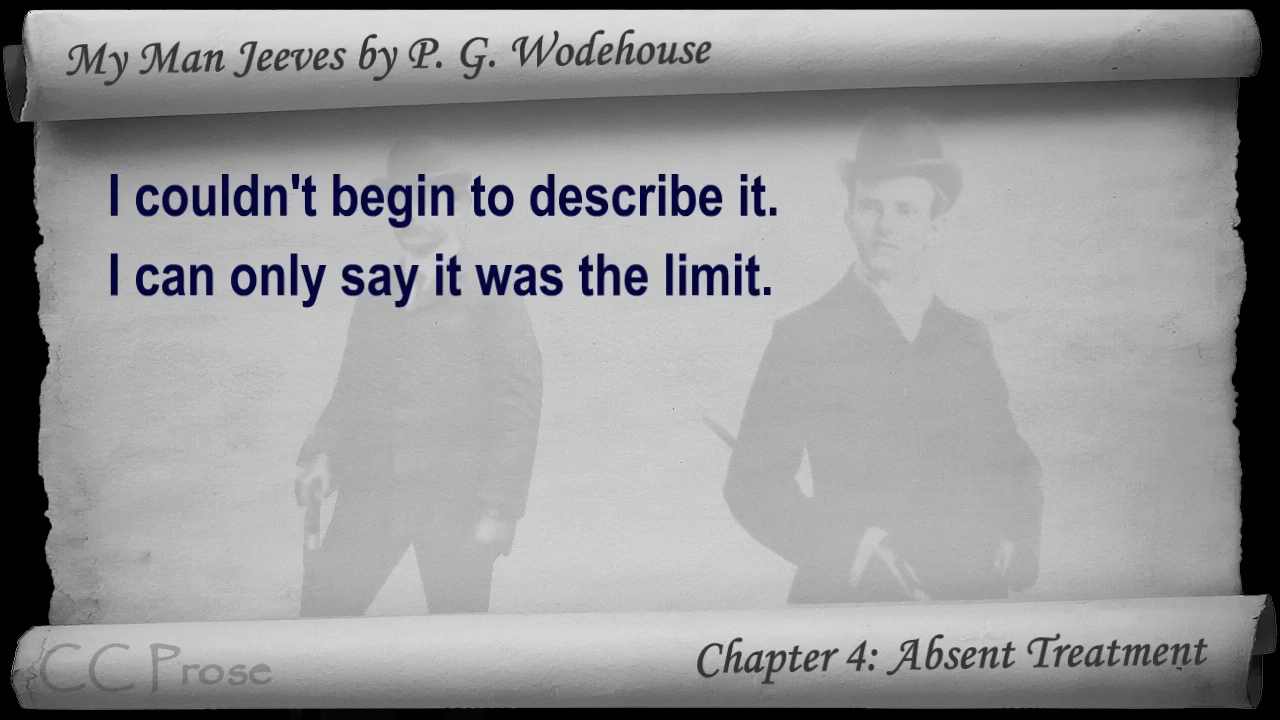 My Man Jeeves by P. G. Wodehouse
I couldn't begin to describe it.
I can only say it was the limit.
CC Prose
Chapter 4: Absent Treatment